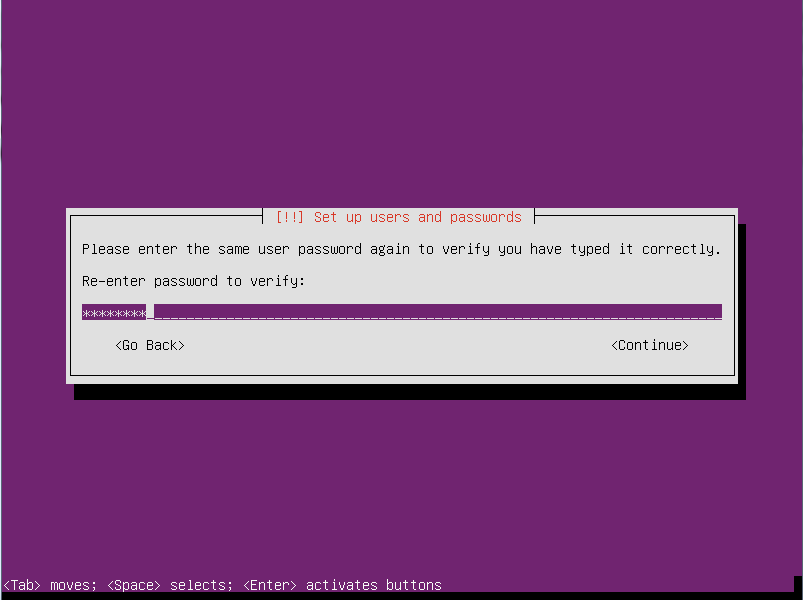 [!!] Set up users and passwords
Please enter the same user password again to verify you have typed it correctly.
Re-enter password to verify:
********
<Go Back> <Continue>
<Tab> moves; <Space> selects; <Enter> activates buttons